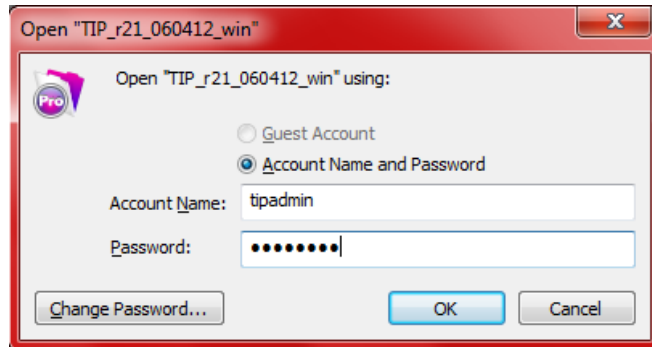 Open "TIP_r21_060412_win"
Pro
Open "TIP_r21_060412_win" using:
Guest Account
Account Name and Password
Account Name: tipadmin
Password: ●●●●●●●●
Change Password... OK Cancel